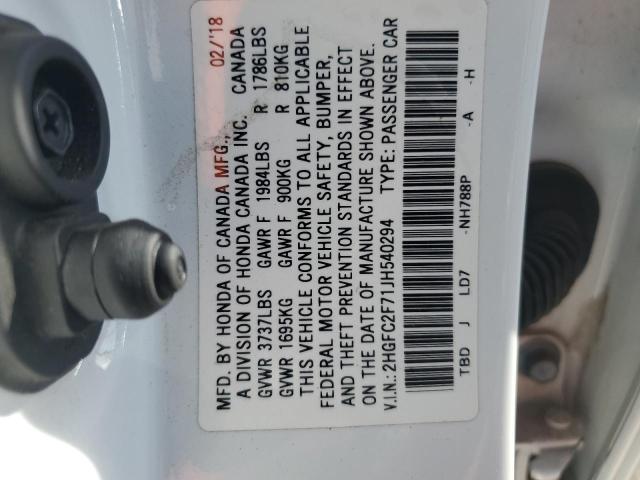 MFD. BY HONDA OF CANADA MFG., 02/'18
A DIVISION OF HONDA CANADA INC. CANADA
GVWR 3737LBS GAWR F 1984LBS R 1786LBS
GVWR 1695KG GAWR F 900KG R 810KG
THIS VEHICLE CONFORMS TO ALL APPLICABLE
FEDERAL MOTOR VEHICLE SAFETY, BUMPER,
AND THEFT PREVENTION STANDARDS IN EFFECT
ON THE DATE OF MANUFACTURE SHOWN ABOVE.
V.I.N.: 2HGFC2F71JH540294 TYPE: PASSENGER CAR
TBD J LD7 -NH788P -A -H